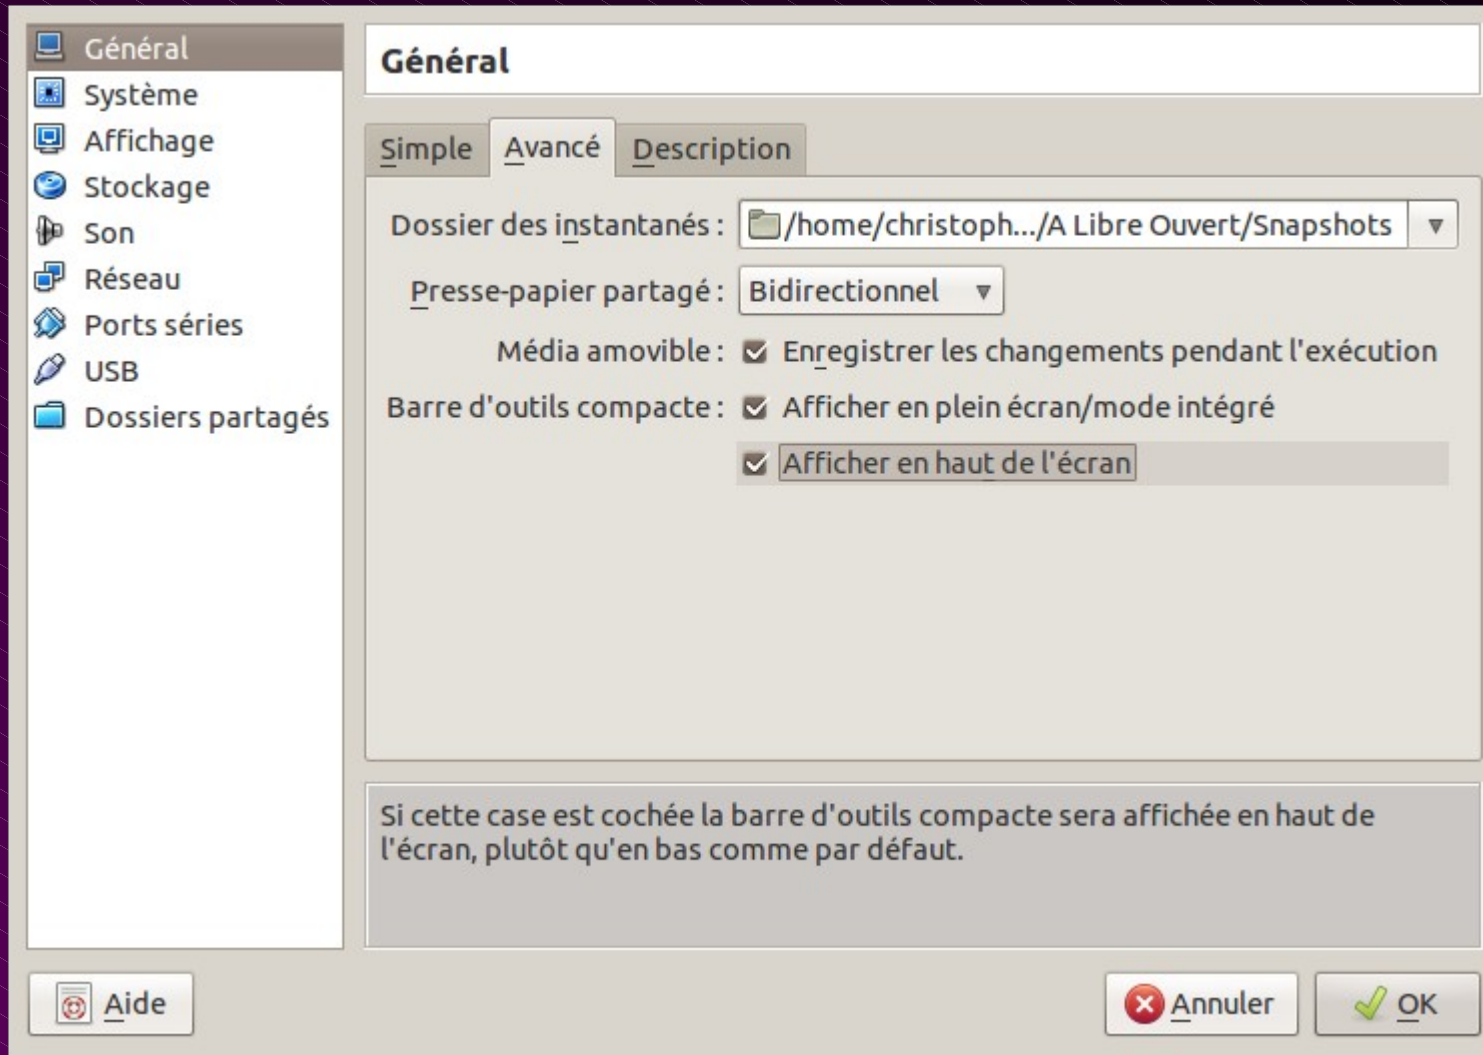 Général
Système
Affichage
Stockage
Son
Réseau
Ports séries
USB
Dossiers partagés
Général
Simple Avancé Description
Dossier des instantanés : /home/christoph.../A Libre Ouvert/Snapshots
Presse-papier partagé : Bidirectionnel
Média amovible : Enregistrer les changements pendant l'exécution
Barre d'outils compacte : Afficher en plein écran/mode intégré
Afficher en haut de l'écran
Si cette case est cochée la barre d'outils compacte sera affichée en haut de
l'écran, plutôt qu'en bas comme par défaut.
Aide Annuler OK